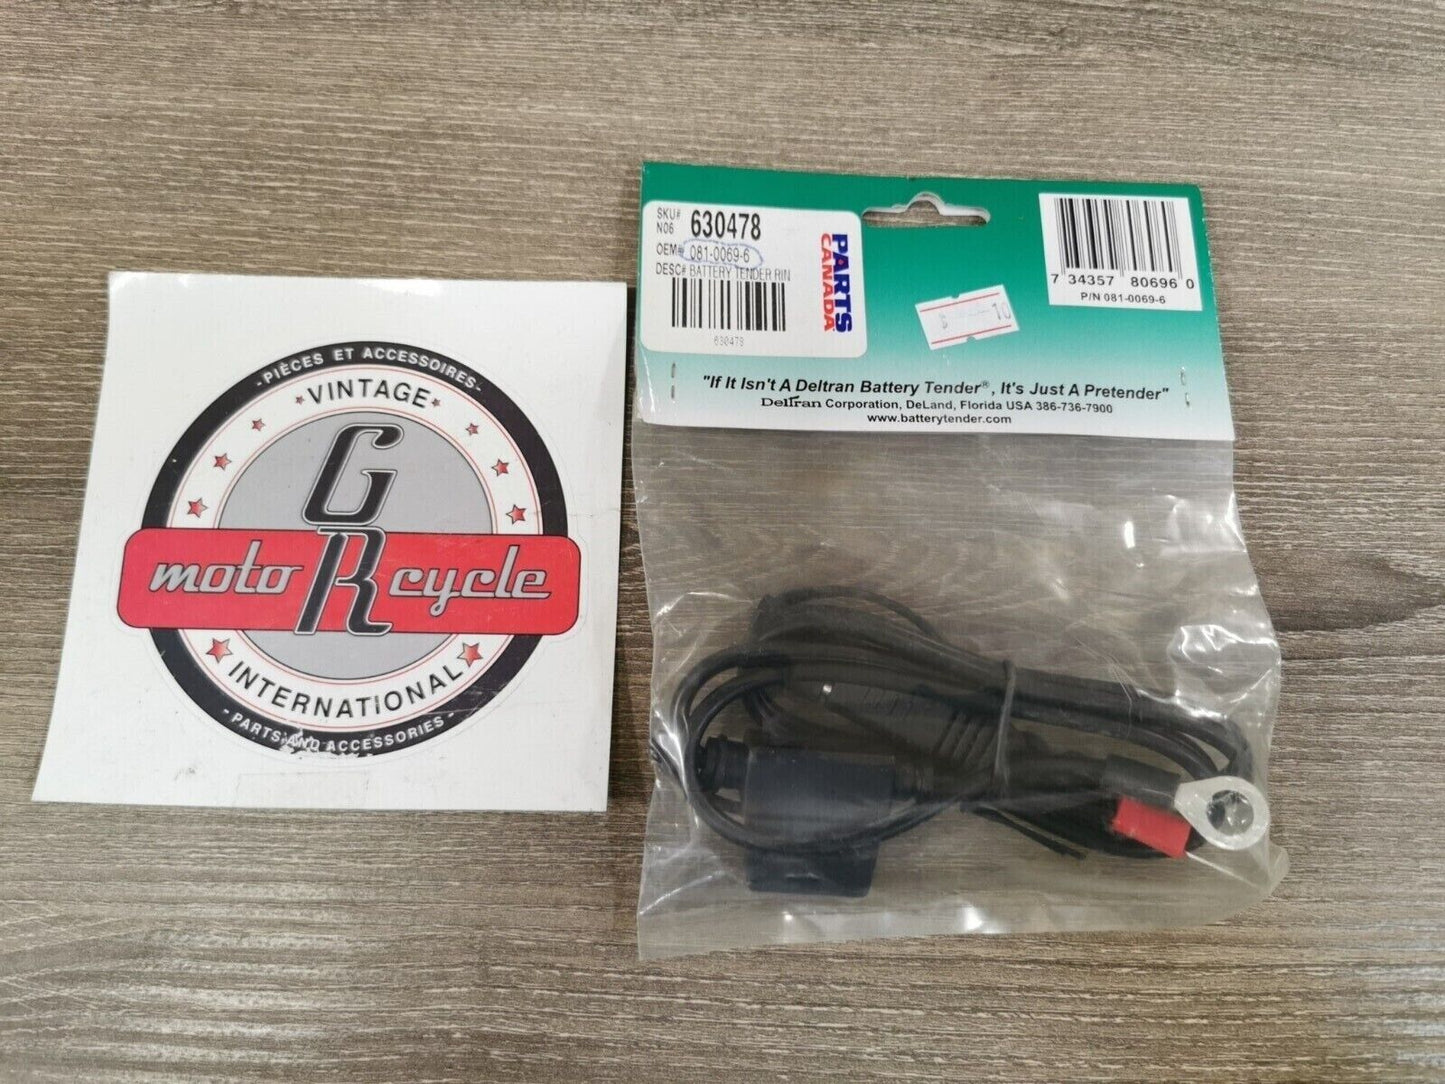 - PIÈCES ET ACCESSOIRES -
VINTAGE
GR
moto cycle
INTERNATIONAL
- PARTS AND ACCESSORIES -
SKU# 630478
N06
OEM# 081-0069-6
DESC# BATTERY TENDER RIN
630478
PARTS
CANADA
$ 10
7 34357 80696 0
P/N 081-0069-6
"If It Isn't A Deltran Battery Tender®, It's Just A Pretender"
Deltran Corporation, DeLand, Florida USA 386-736-7900
www.batterytender.com